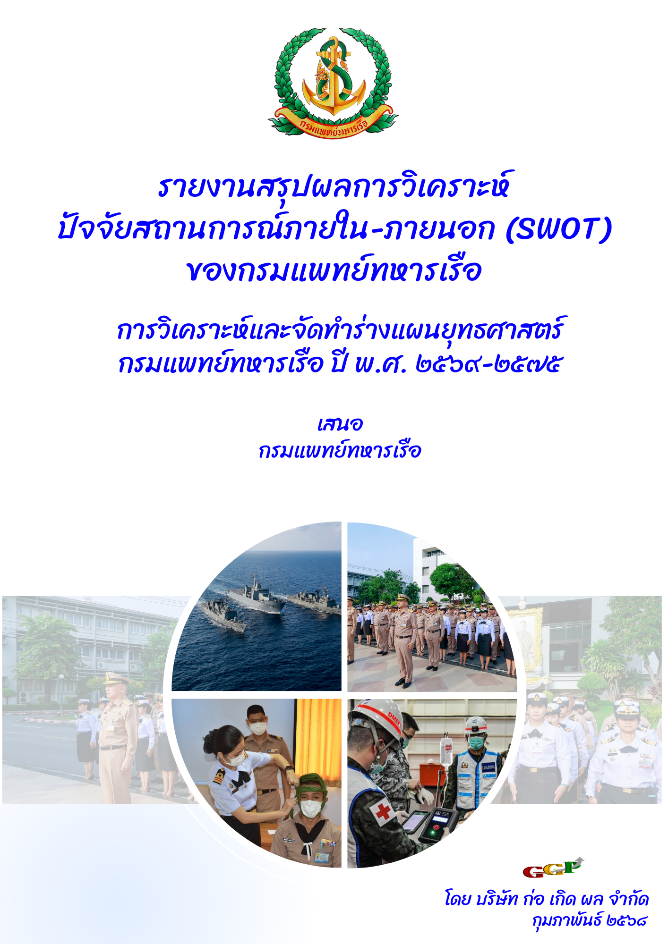 กรมแพทย์ทหารเรือ
รายงานสรุปผลการวิเคราะห์
ปัจจัยสถานการณ์ภายใน-ภายนอก (SWOT)
ของกรมแพทย์ทหารเรือ
การวิเคราะห์และจัดทำร่างแผนยุทธศาสตร์
กรมแพทย์ทหารเรือ ปี พ.ศ. ๒๕๖๙-๒๕๗๕
เสนอ
กรมแพทย์ทหารเรือ
GGP
โดย บริษัท ก่อ เกิด ผล จำกัด
กุมภาพันธ์ ๒๕๖๘